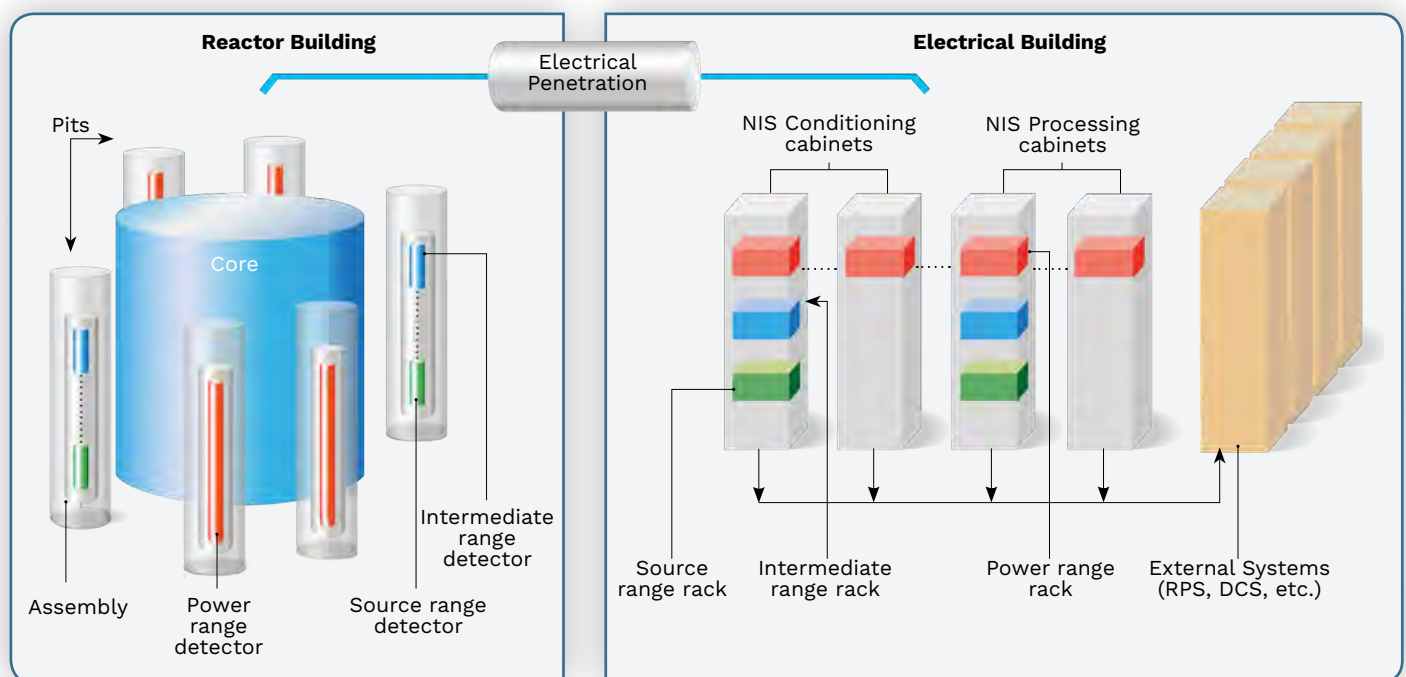 Reactor Building
Electrical
Penetration
Electrical Building
Pits
Core
Assembly
Power
range
detector
Source range
detector
Intermediate
range
detector
NIS Conditioning
cabinets
NIS Processing
cabinets
Source
range rack
Intermediate
range rack
Power range
rack
External Systems
(RPS, DCS, etc.)